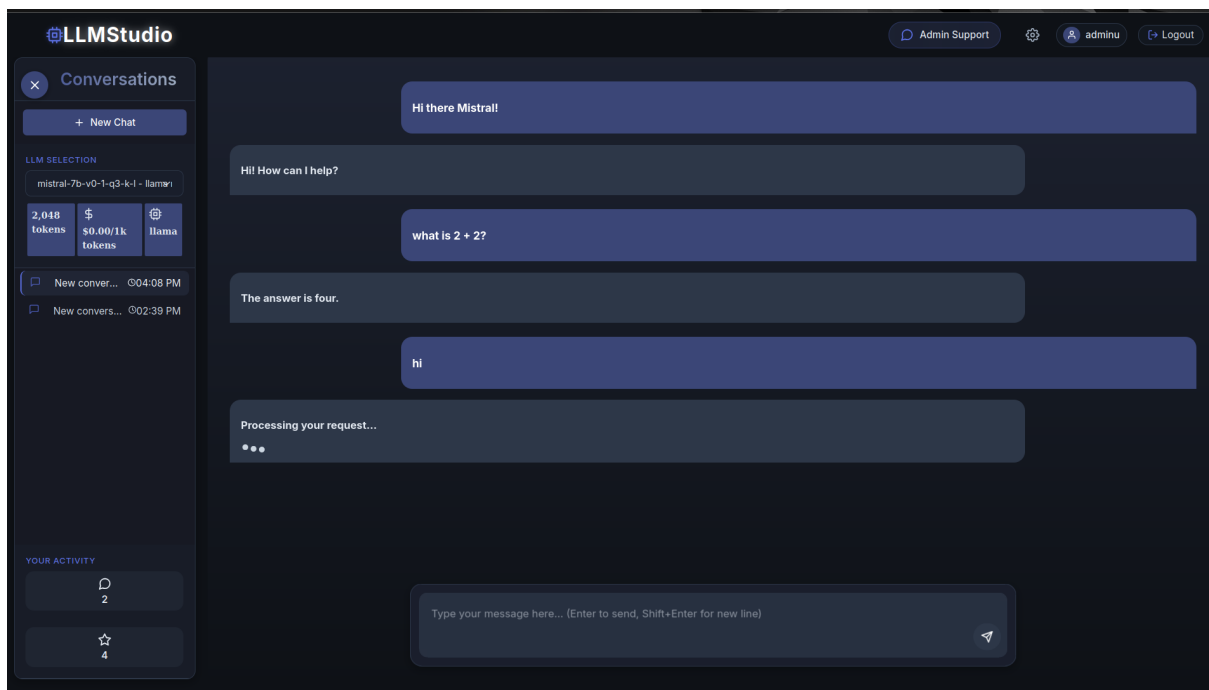 LLMStudio
Admin Support
adminu
Logout
Conversations
+ New Chat
LLM SELECTION
mistral-7b-v0-1-q3-k-l - llama
2,048
tokens
$0.00/1k
tokens
llama
New conver... 04:08 PM
New convers... 02:39 PM
YOUR ACTIVITY
2
4
Hi there Mistral!
Hi! How can I help?
what is 2 + 2?
The answer is four.
hi
Processing your request...
Type your message here... (Enter to send, Shift+Enter for new line)